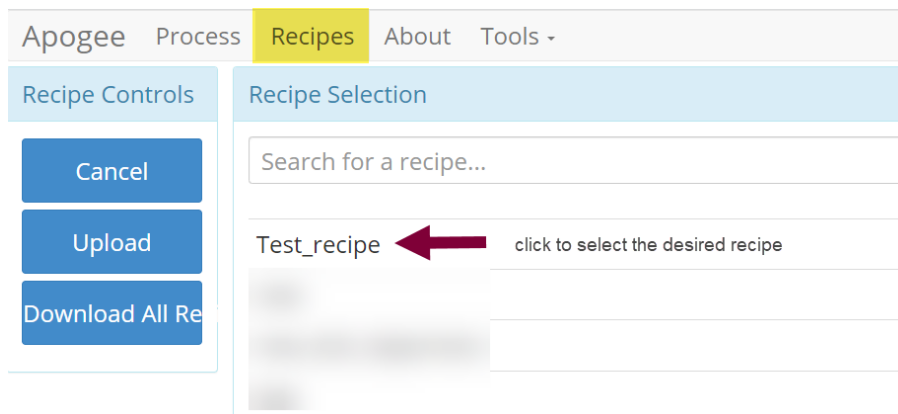 Apogee Process Recipes About Tools
Recipe Controls
Recipe Selection
Cancel
Search for a recipe...
Upload
Test_recipe
click to select the desired recipe
Download All Re